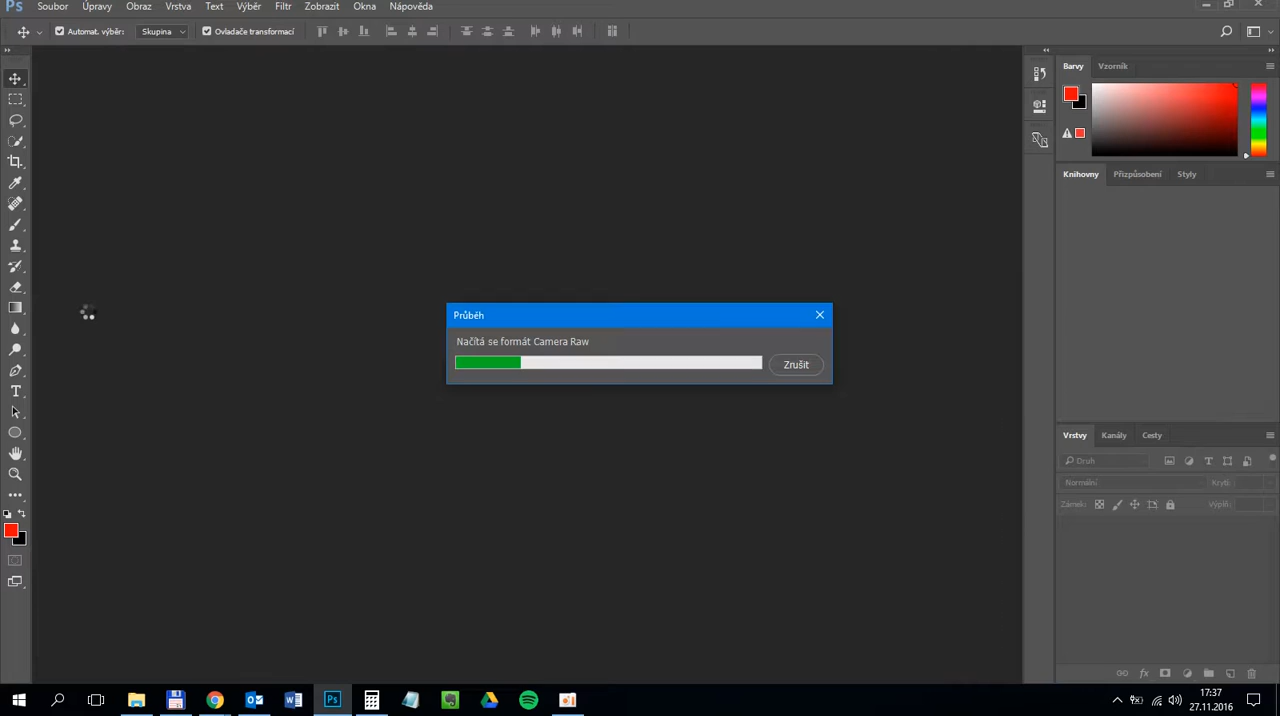 Ps Soubor Úpravy Obraz Vrstva Text Výběr Filtr Zobrazit Okna Nápověda
Automat. výběr: Skupina Ovladače transformací
Barvy Vzorník
Knihovny Přizpůsobení Styly
Průběh
Načítá se formát Camera Raw
Zrušit
Vrstvy Kanály Cesty
Druh
Normální Krytí:
Zámek: Výplň:
Ps
17:37
27.11.2016